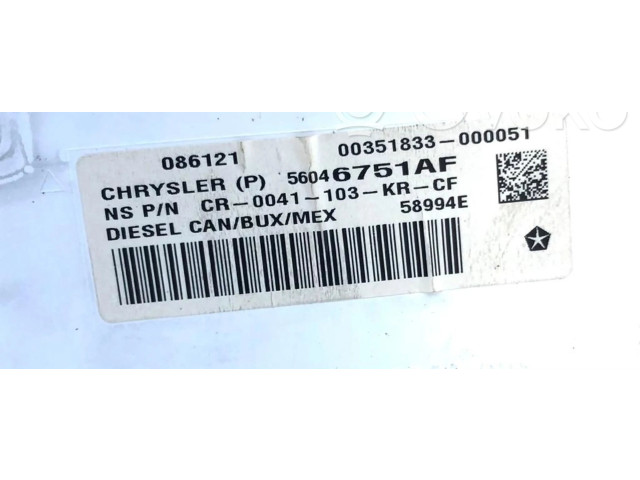 086121 00351833-000051
CHRYSLER (P) 56046751AF
NS P/N CR-0041-103-KR-CF
DIESEL CAN/BUX/MEX 58994E